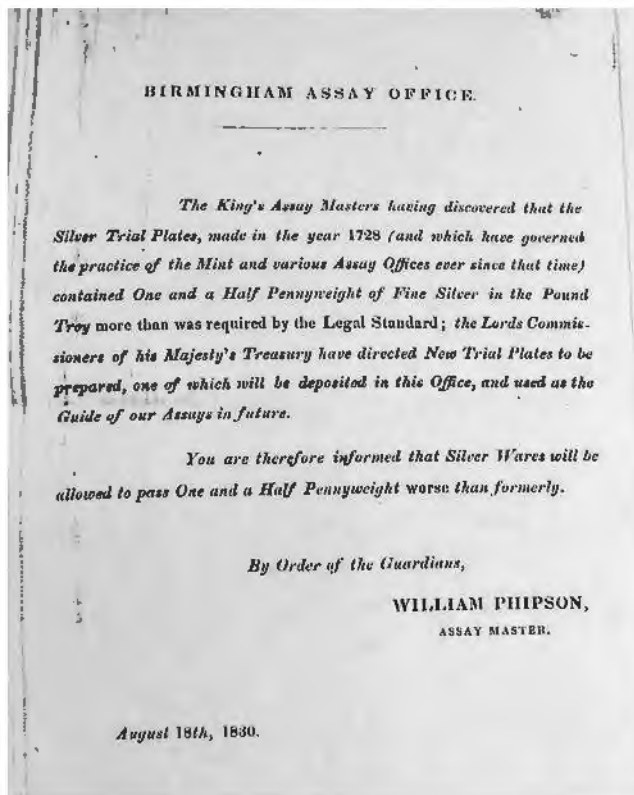 BIRMINGHAM ASSAY OFFICE.
The King's Assay Masters having discovered that the
Silver Trial Plates, made in the year 1728 (and which have governed
the practice of the Mint and various Assay Offices ever since that time)
contained One and a Half Pennyweight of Fine Silver in the Pound
Troy more than was required by the Legal Standard; the Lords Commis-
sioners of his Majesty's Treasury have directed New Trial Plates to be
prepared, one of which will be deposited in this Office, and used as the
Guide of our Assays in future.
You are therefore informed that Silver Wares will be
allowed to pass One and a Half Pennyweight worse than formerly.
By Order of the Guardians,
WILLIAM PHIPSON,
ASSAY MASTER.
August 18th, 1830.